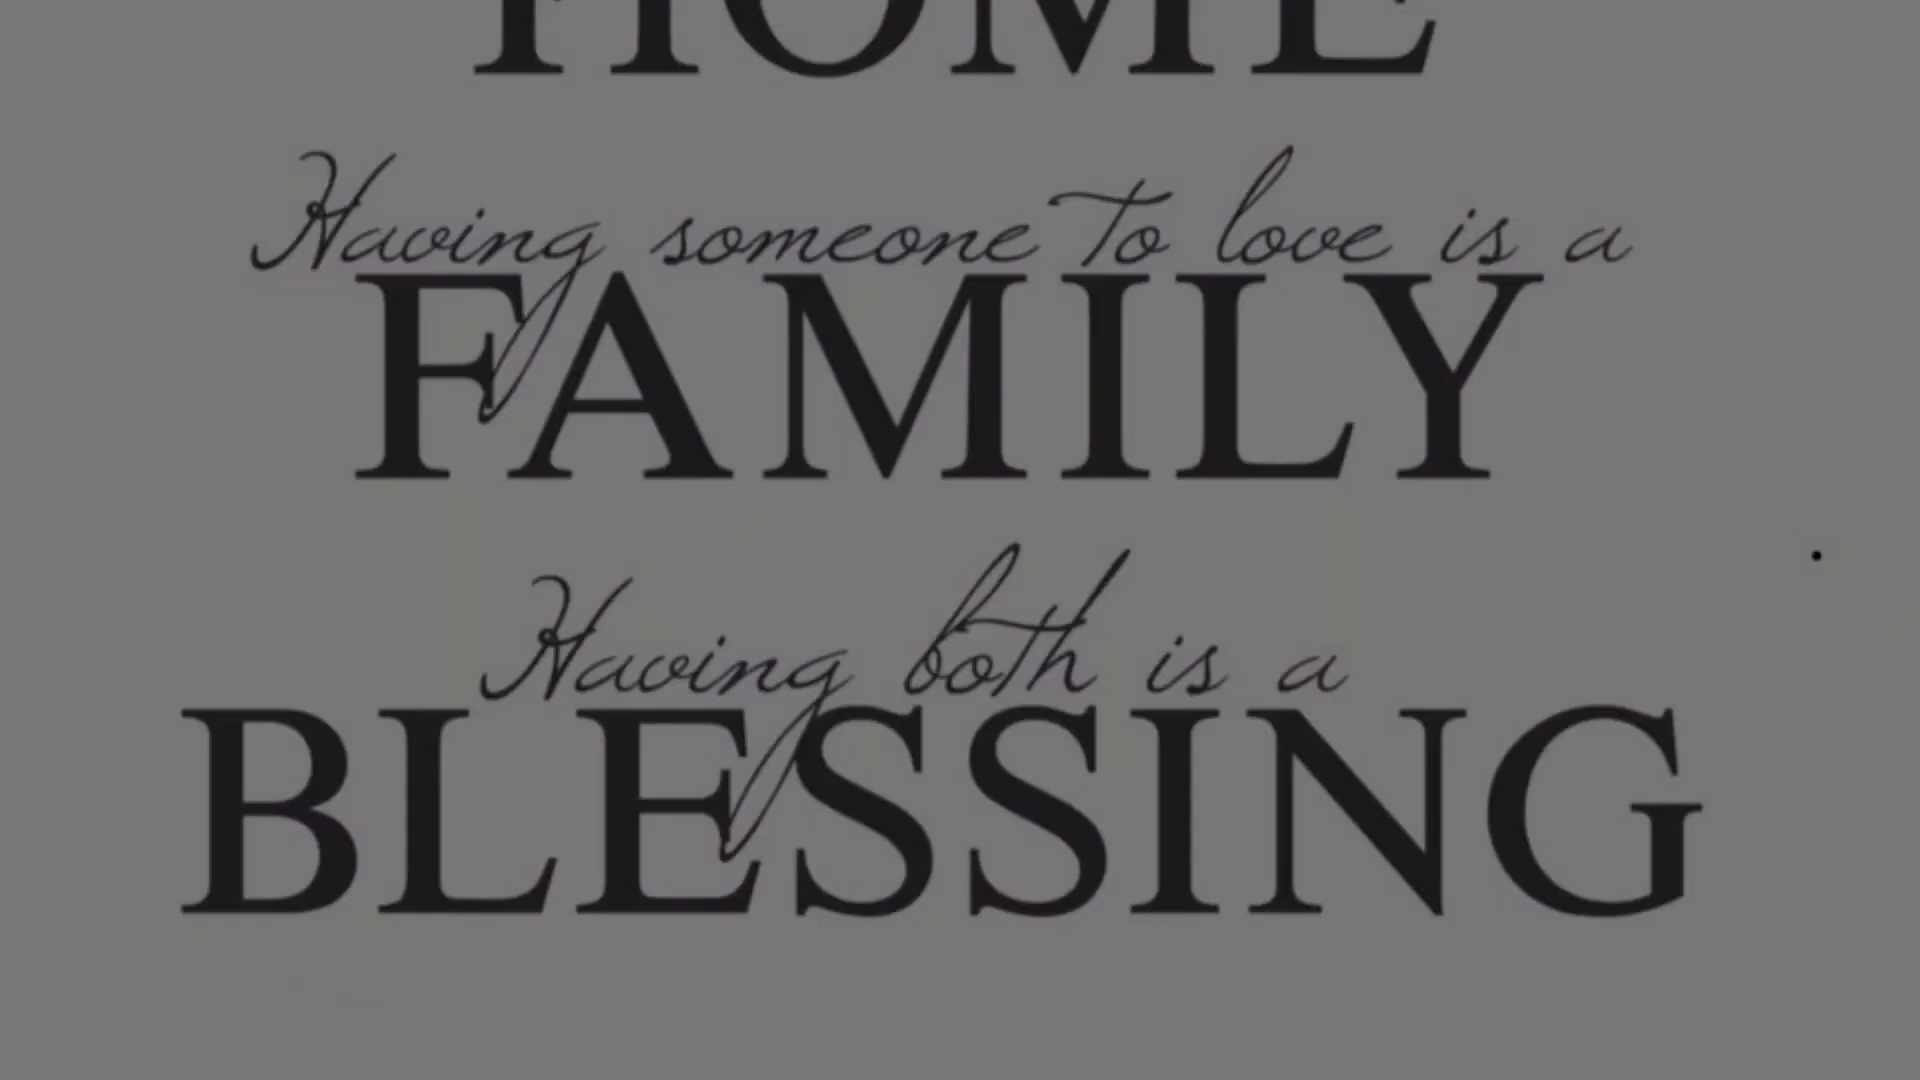 HOME
Having someone to love is a
FAMILY
Having both is a
BLESSING